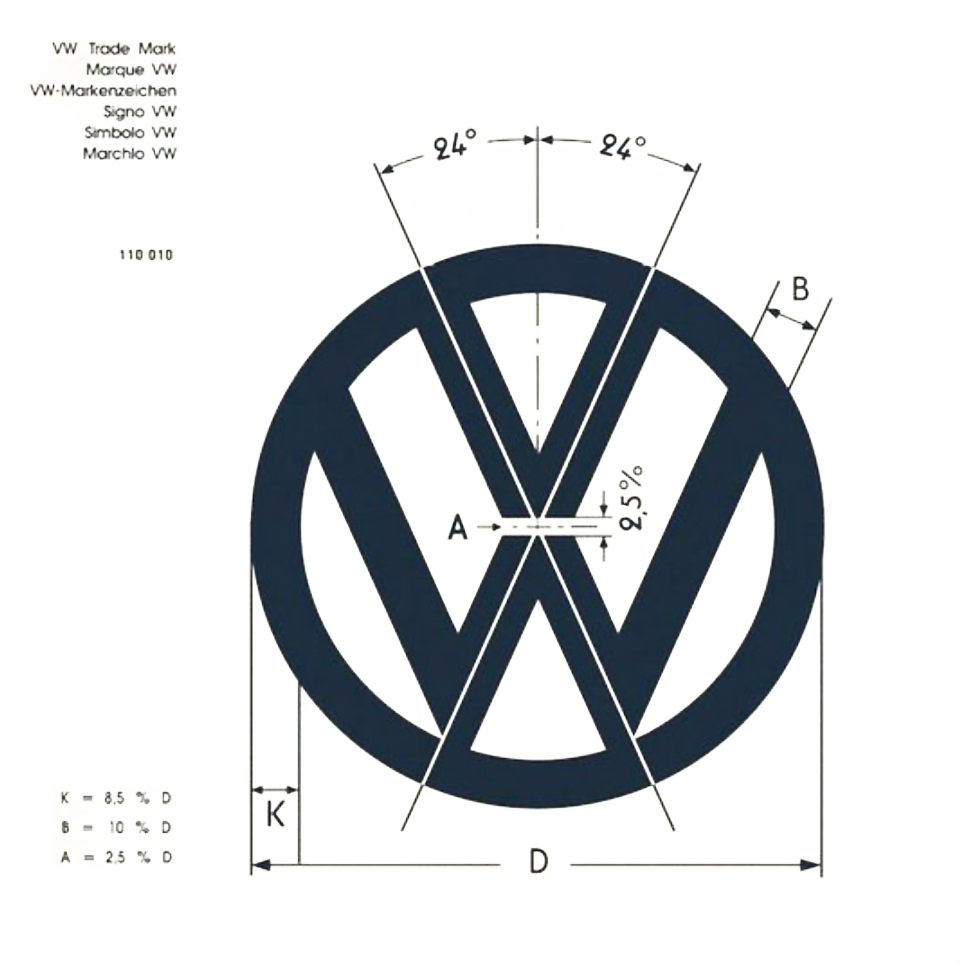 VW Trade Mark
Marque VW
VW-Markenzeichen
Signo VW
Simbolo VW
Marchlo VW
24° 24°
110 010
B
2,5%
A
K = 8,5 % D
B = 10 % D
A = 2,5 % D
K
D